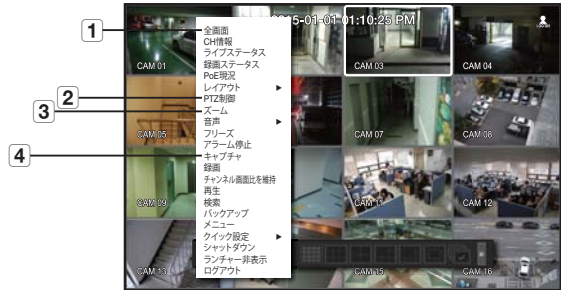 1
2
3
4
全画面
CH情報
ライブステータス
録画ステータス
PoE現況
レイアウト
PTZ制御
ズーム
音声
フリーズ
アラーム停止
キャプチャ
録画
チャンネル画面比を維持
再生
検索
バックアップ
メニュー
クイック設定
シャットダウン
ランチャー非表示
ログアウト
15-01-01 01:10:25 PM
CAM 01
CAM 03
CAM 04
CAM 05
CAM 07
CAM 08
CAM 09
CAM 11
CAM 12
CAM 13
CAM 15
CAM 16